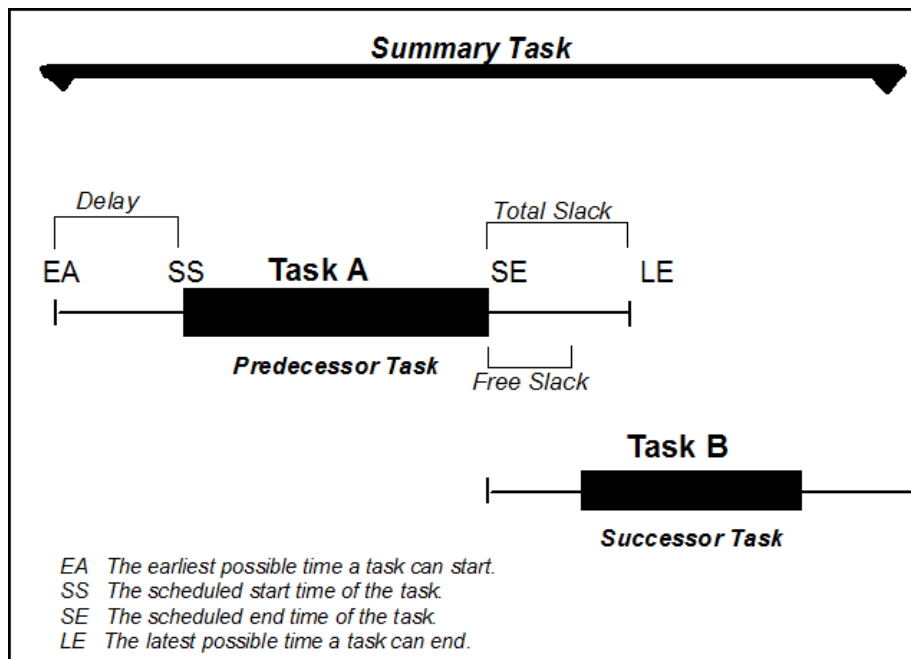 Summary Task
Delay
Total Slack
EA SS Task A SE LE
Predecessor Task
Free Slack
Task B
Successor Task
EA The earliest possible time a task can start.
SS The scheduled start time of the task.
SE The scheduled end time of the task.
LE The latest possible time a task can end.